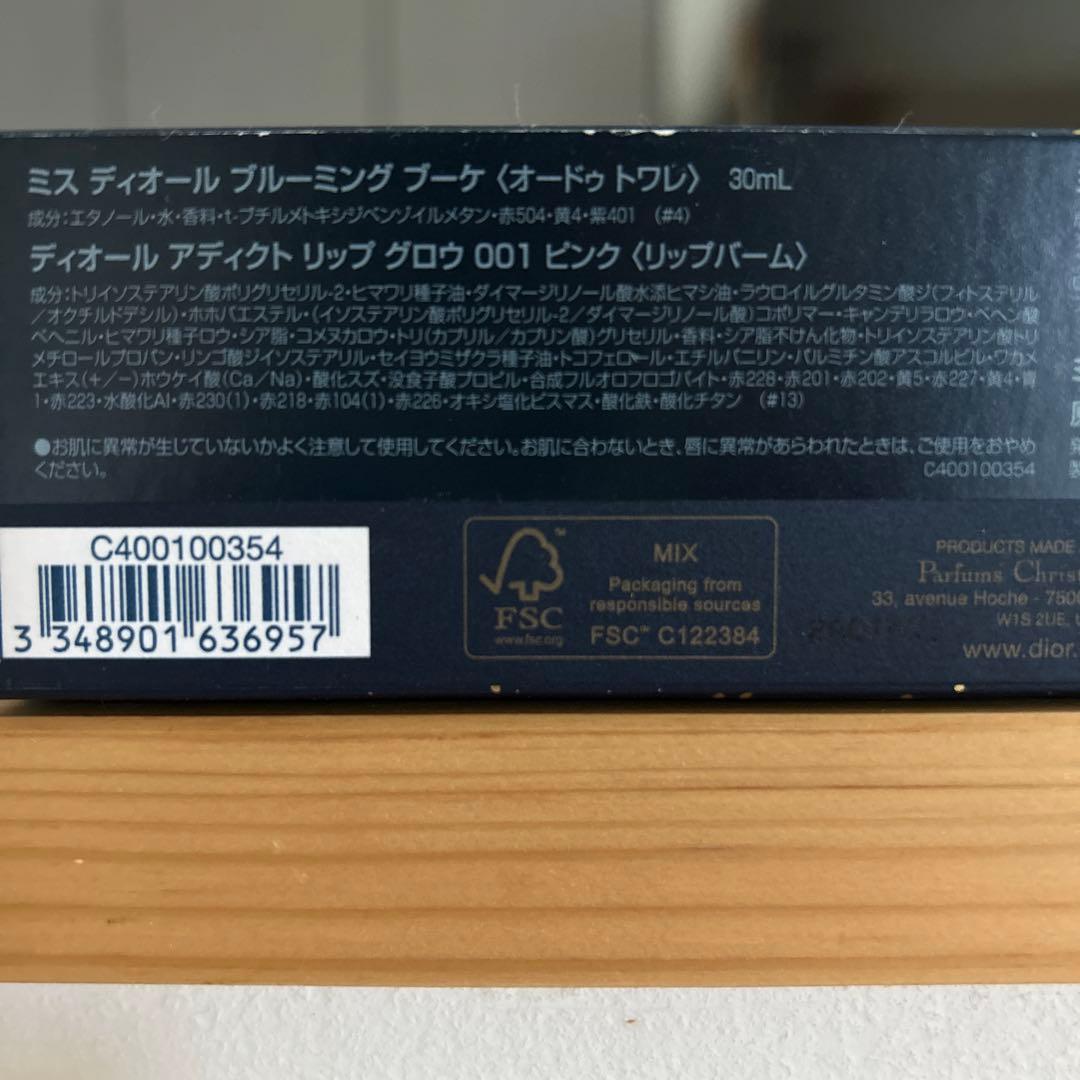 ミス ディオール ブルーミング ブーケ〈オードゥ トワレ〉 30mL
成分:エタノール・水・香料・t-ブチルメトキシジベンゾイルメタン・赤504・黄4・紫401 (#4)
ディオール アディクト リップ グロウ 001 ピンク〈リップバーム〉
成分:トリイソステアリン酸ポリグリセリル-2・ヒマワリ種子油・ダイマージリノール酸水添ヒマシ油・ラウロイルグルタミン酸ジ(フィトステリル
/オクチルドデシル)・ホホバエステル・(イソステアリン酸ポリグリセリル-2/ダイマージリノール酸)コポリマー・キャンデリラロウ・ベヘン酸
ベヘニル・ヒマワリ種子ロウ・シア脂・コメヌカロウ・トリ(カプリル/カプリン酸)グリセリル・香料・シア脂不けん化物・トリイソステアリン酸トリ
メチロールプロパン・リンゴ酸ジイソステアリル・セイヨウミザクラ種子油・トコフェロール・エチルバニリン・パルミチン酸アスコルビル・ワカメ
エキス(+/-)ホウケイ酸(Ca/Na)・酸化スズ・没食子酸プロピル・合成フルオロフロゴパイト・赤228・赤201・赤202・黄5・赤227・黄4・青
1・赤223・水酸化Al・赤230(1)・赤218・赤104(1)・赤226・オキシ塩化ビスマス・酸化鉄・酸化チタン (#13)
●お肌に異常が生じていないかよく注意して使用してください。お肌に合わないとき、唇に異常があらわれたときは、ご使用をおやめ
ください。
C400100354
C400100354
3 348901 636957
FSC™
www.fsc.org
MIX
Packaging from
responsible sources
FSC™ C122384
PRODUCTS MADE
Parfums Christ
33, avenue Hoche - 7500
W1S 2UE,
www.dior.